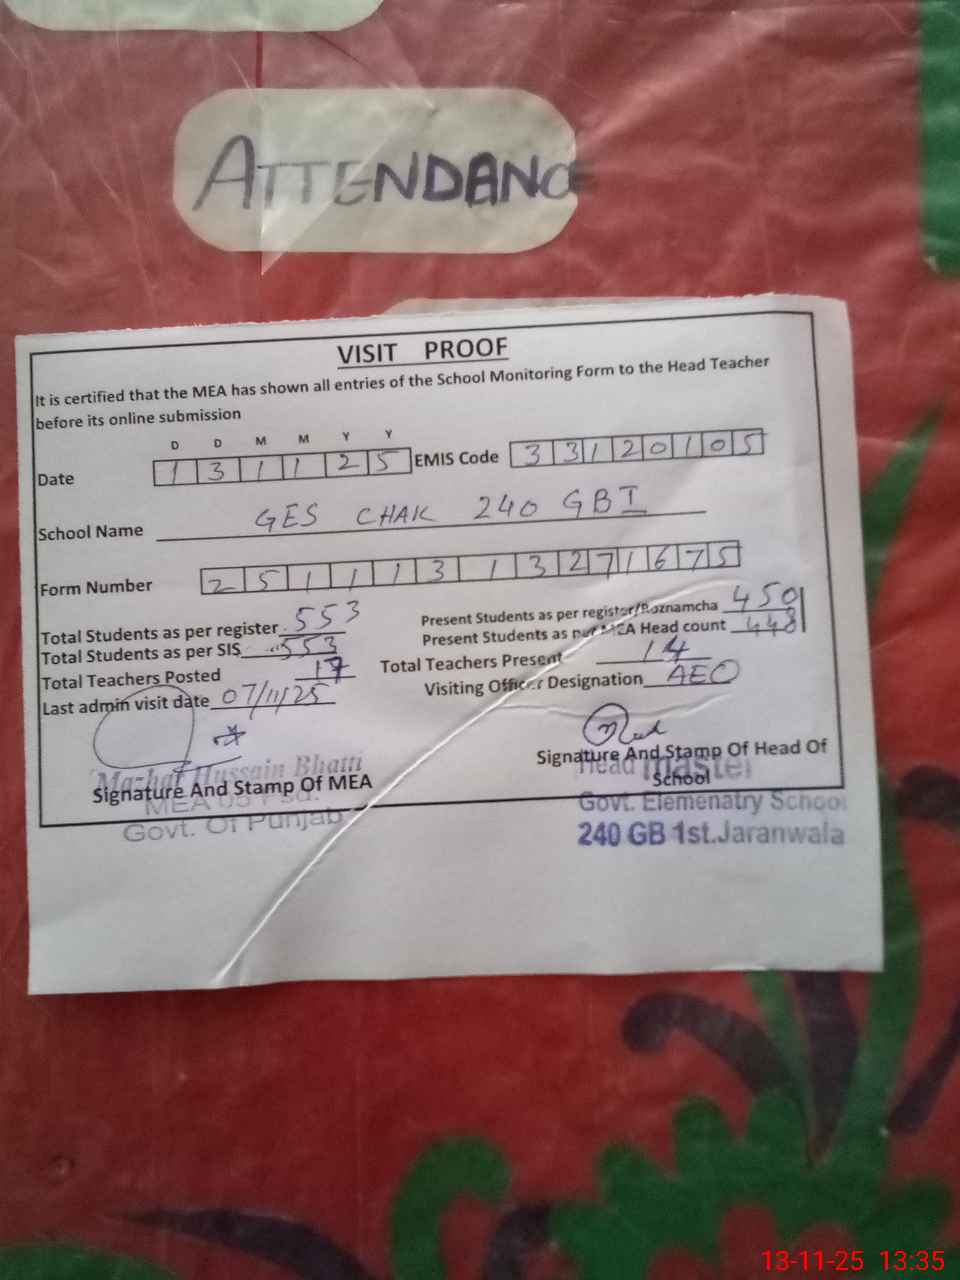 ATTENDANCE
VISIT PROOF
It is certified that the MEA has shown all entries of the School Monitoring Form to the Head Teacher
before its online submission
D D M M Y Y
Date 1 3 1 1 2 5 EMIS Code 3 3 1 2 0 1 0 5
School Name GES CHAK 240 GB I
Form Number 2 5 1 1 1 3 1 3 2 7 1 6 7 5
Total Students as per register 553 Present Students as per register/Roznamcha 450
Total Students as per SIS 553 Present Students as per MEA Head count 448
Total Teachers Posted 17 Total Teachers Present 14
Last admin visit date 07/11/25 Visiting Officer Designation AEO
Mazhar Hussain Bhatti
Signature And Stamp Of MEA
MEA 05 Fsd.
Govt. Of Punjab
Signature And Stamp Of Head Of
School
Head Master
Govt. Elemenatry School
240 GB 1st.Jaranwala
13-11-25 13:35